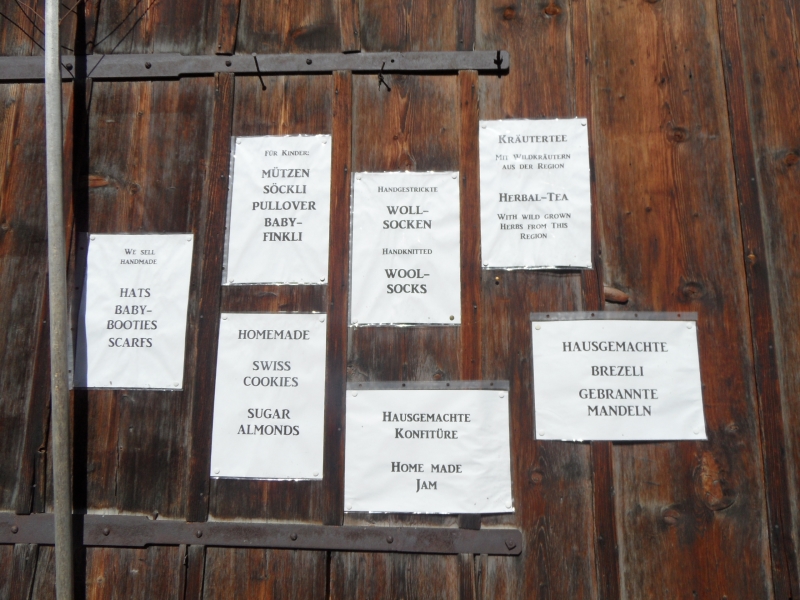 We sell
handmade
Hats
Baby-
booties
Scarfs
Für Kinder:
Mützen
Söckli
Pullover
Baby-
Finkli
Homemade
Swiss
Cookies
Sugar
Almonds
Handgestrickte
Woll-
socken
Handknitted
Wool-
socks
Hausgemachte
Konfitüre
Home made
Jam
Kräutertee
Mit Wildkräutern
aus der Region
Herbal-Tea
With wild grown
Herbs from This
Region
Hausgemachte
Brezeli
Gebrannte
Mandeln